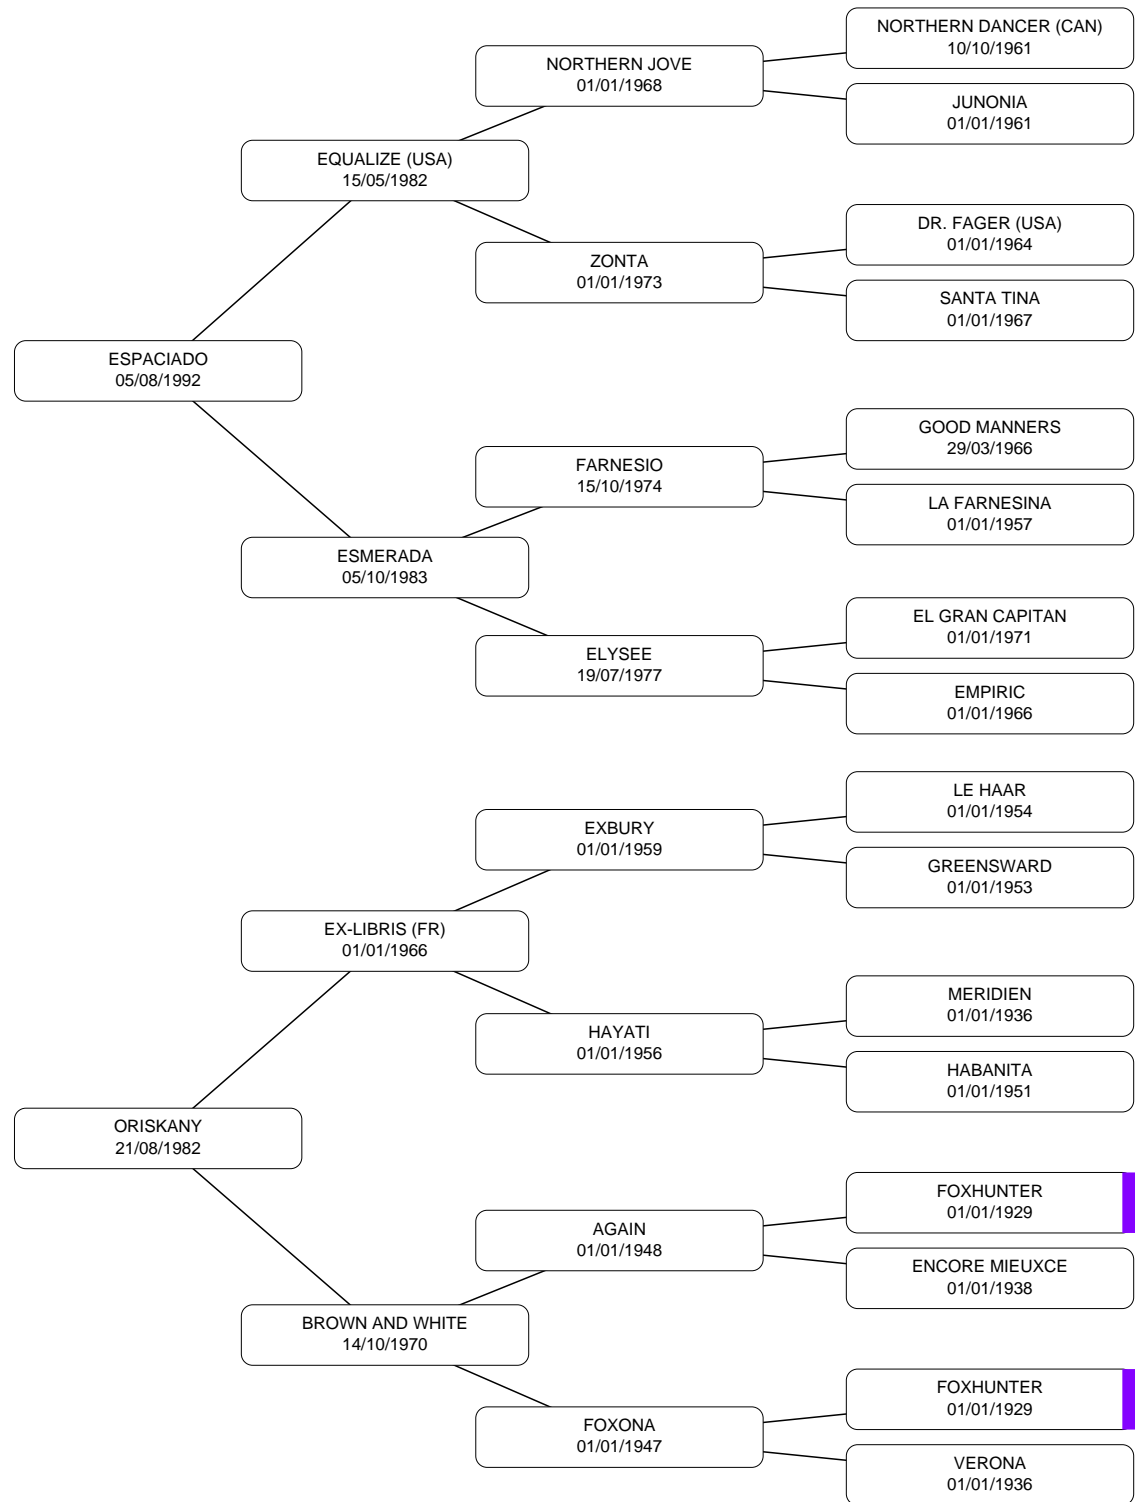 NORTHERN DANCER (CAN)
10/10/1961
NORTHERN JOVE
01/01/1968
JUNONIA
01/01/1961
EQUALIZE (USA)
15/05/1982
DR. FAGER (USA)
01/01/1964
ZONTA
01/01/1973
SANTA TINA
01/01/1967
ESPACIADO
05/08/1992
GOOD MANNERS
29/03/1966
FARNESIO
15/10/1974
LA FARNESINA
01/01/1957
ESMERADA
05/10/1983
EL GRAN CAPITAN
01/01/1971
ELYSEE
19/07/1977
EMPIRIC
01/01/1966
LE HAAR
01/01/1954
EXBURY
01/01/1959
GREENSWARD
01/01/1953
EX-LIBRIS (FR)
01/01/1966
MERIDIEN
01/01/1936
HAYATI
01/01/1956
HABANITA
01/01/1951
ORISKANY
21/08/1982
FOXHUNTER
01/01/1929
AGAIN
01/01/1948
ENCORE MIEUXCE
01/01/1938
BROWN AND WHITE
14/10/1970
FOXHUNTER
01/01/1929
FOXONA
01/01/1947
VERONA
01/01/1936